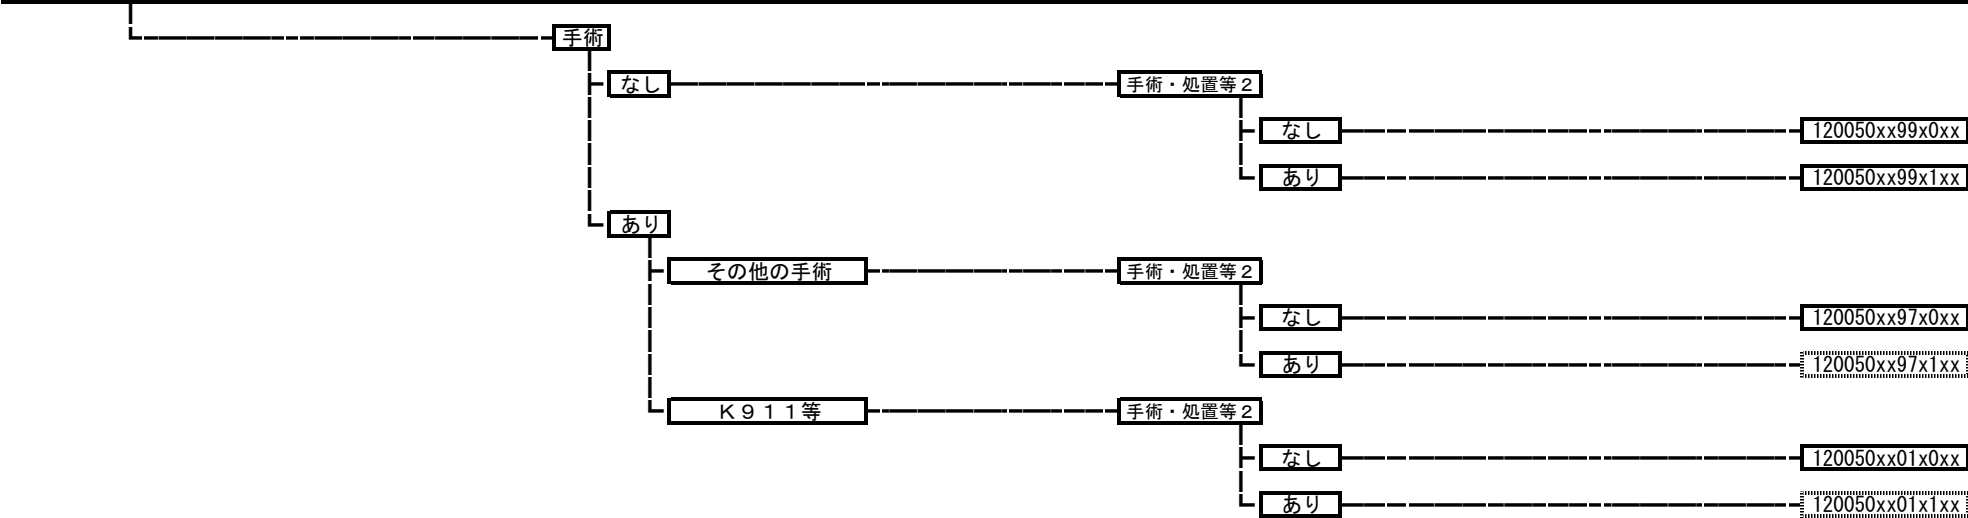 手術
なし 手術・処置等２
なし 120050xx99x0xx
あり 120050xx99x1xx
あり
その他の手術 手術・処置等２
なし 120050xx97x0xx
あり 120050xx97x1xx
Ｋ９１１等 手術・処置等２
なし 120050xx01x0xx
あり 120050xx01x1xx